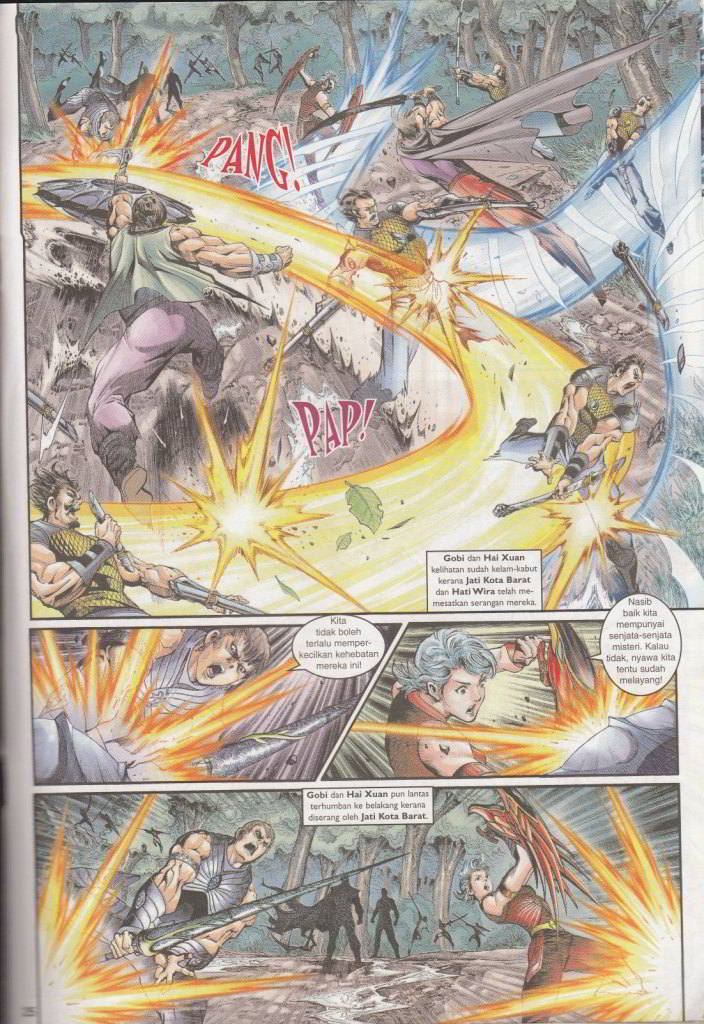 PANG!
PAP!
Gobi dan Hai Xuan
kelihatan sudah kelam-kabut
kerana Jati Kota Barat
dan Hati Wira telah me-
mesatkan serangan mereka.
Kita
tidak boleh
terlalu memper-
kecilkan kehebatan
mereka ini!
Nasib
baik kita
mempunyai
senjata-senjata
misteri. Kalau
tidak, nyawa kita
tentu sudah
melayang!
Gobi dan Hai Xuan pun lantas
terhumban ke belakang kerana
diserang oleh Jati Kota Barat.